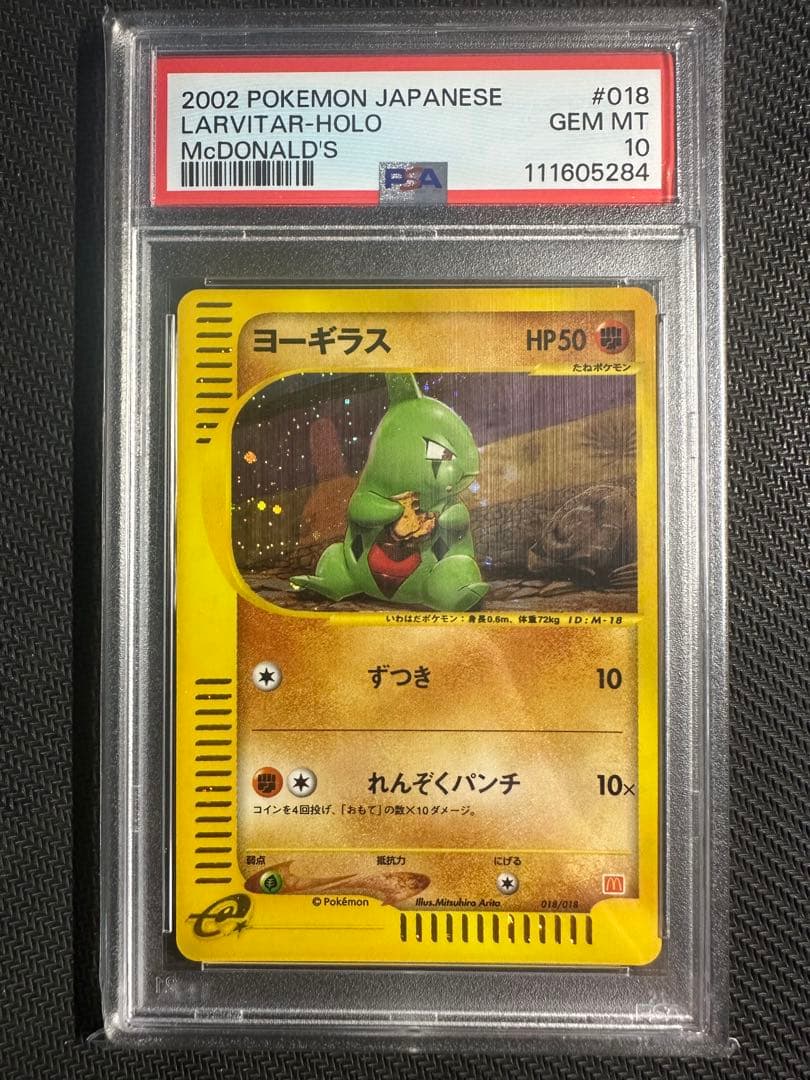 2002 POKEMON JAPANESE #018
LARVITAR-HOLO GEM MT
McDONALD'S 10
PSA 111605284
ヨーギラス HP50
たねポケモン
いわはだポケモン：身長0.6m、体重72kg ID:M-18
ずつき 10
れんぞくパンチ 10×
コインを4回投げ、「おもて」の数×10ダメージ。
弱点 抵抗力 にげる
©Pokémon Illus.Mitsuhiro Arita 018/018